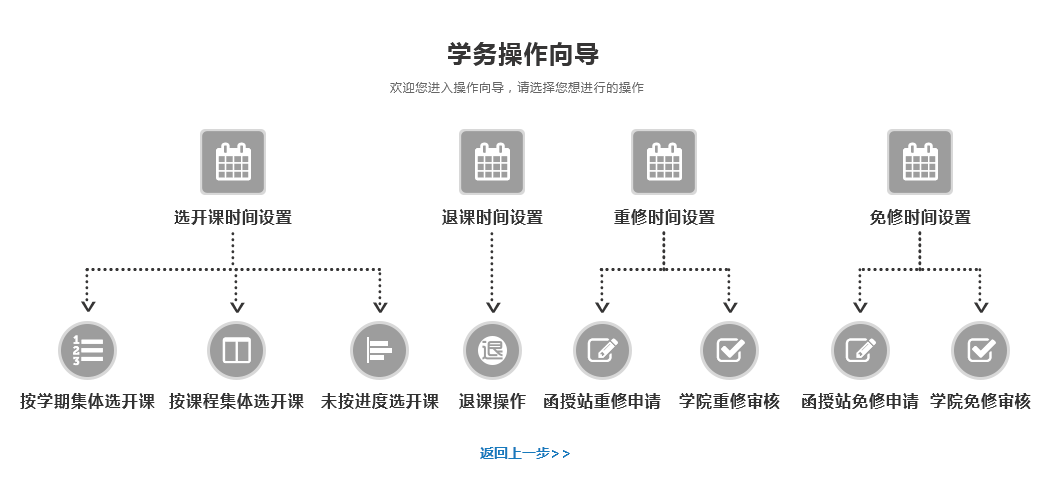 学务操作向导
欢迎您进入操作向导，请选择您想进行的操作
选开课时间设置
退课时间设置
重修时间设置
免修时间设置
1
2
3
退
按学期集体选开课
按课程集体选开课
未按进度选开课
退课操作
函授站重修申请
学院重修审核
函授站免修申请
学院免修审核
返回上一步>>